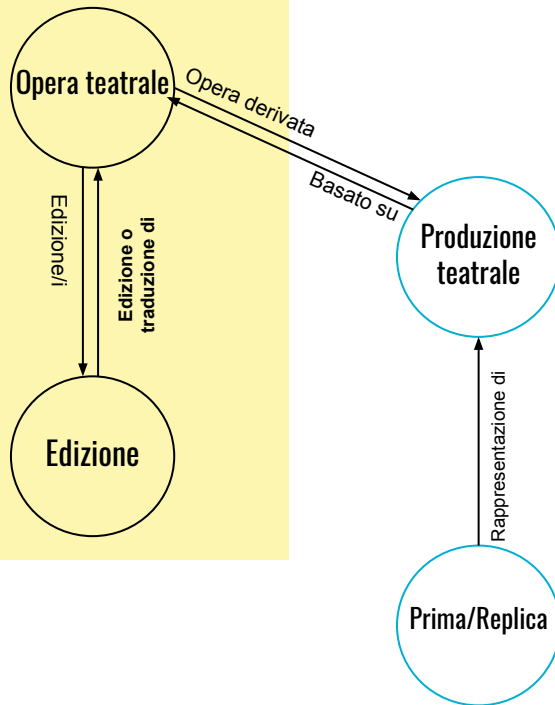 Opera teatrale
Opera derivata
Basato su
Edizione/i
Edizione o
traduzione di
Produzione
teatrale
Edizione
Rappresentazione di
Prima/Replica